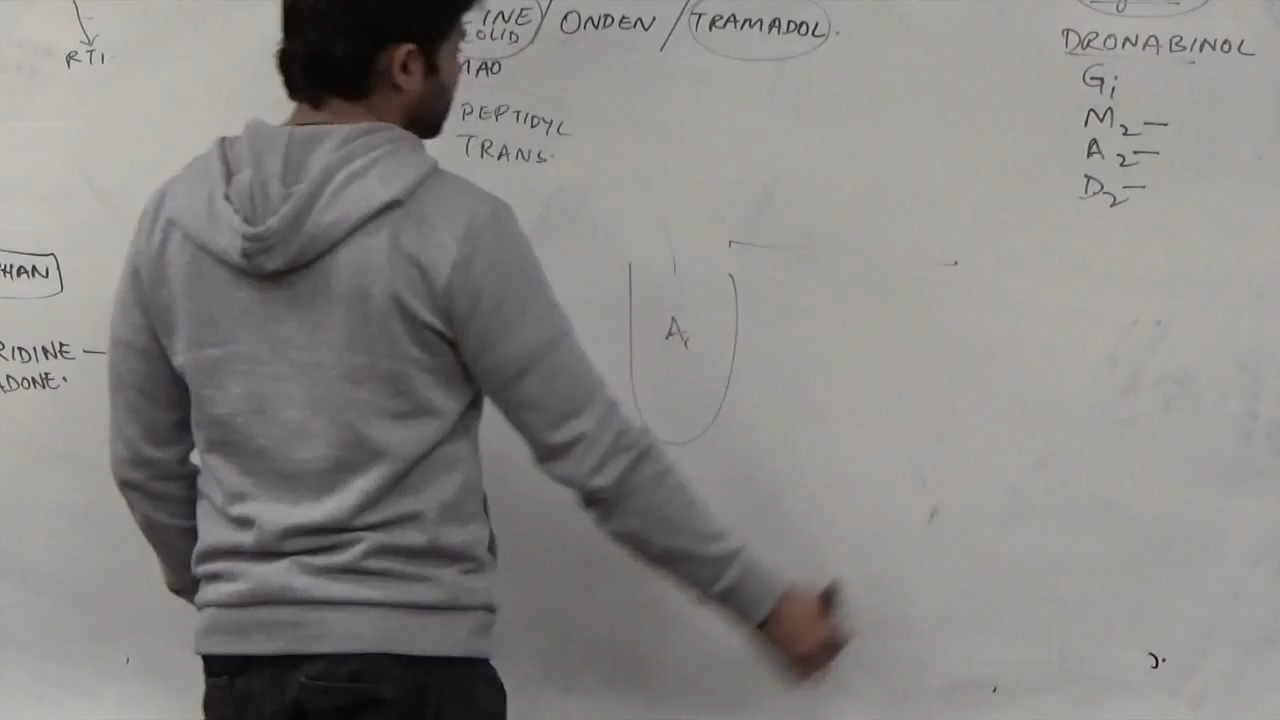 RTI
INE / ONDEN / TRAMADOL.
OLID
MAO
PEPTIDYL
TRANS.
HAN
RIDINE —
ADONE.
A1
DRONABINOL
Gi
M2 —
A2 —
D2 —